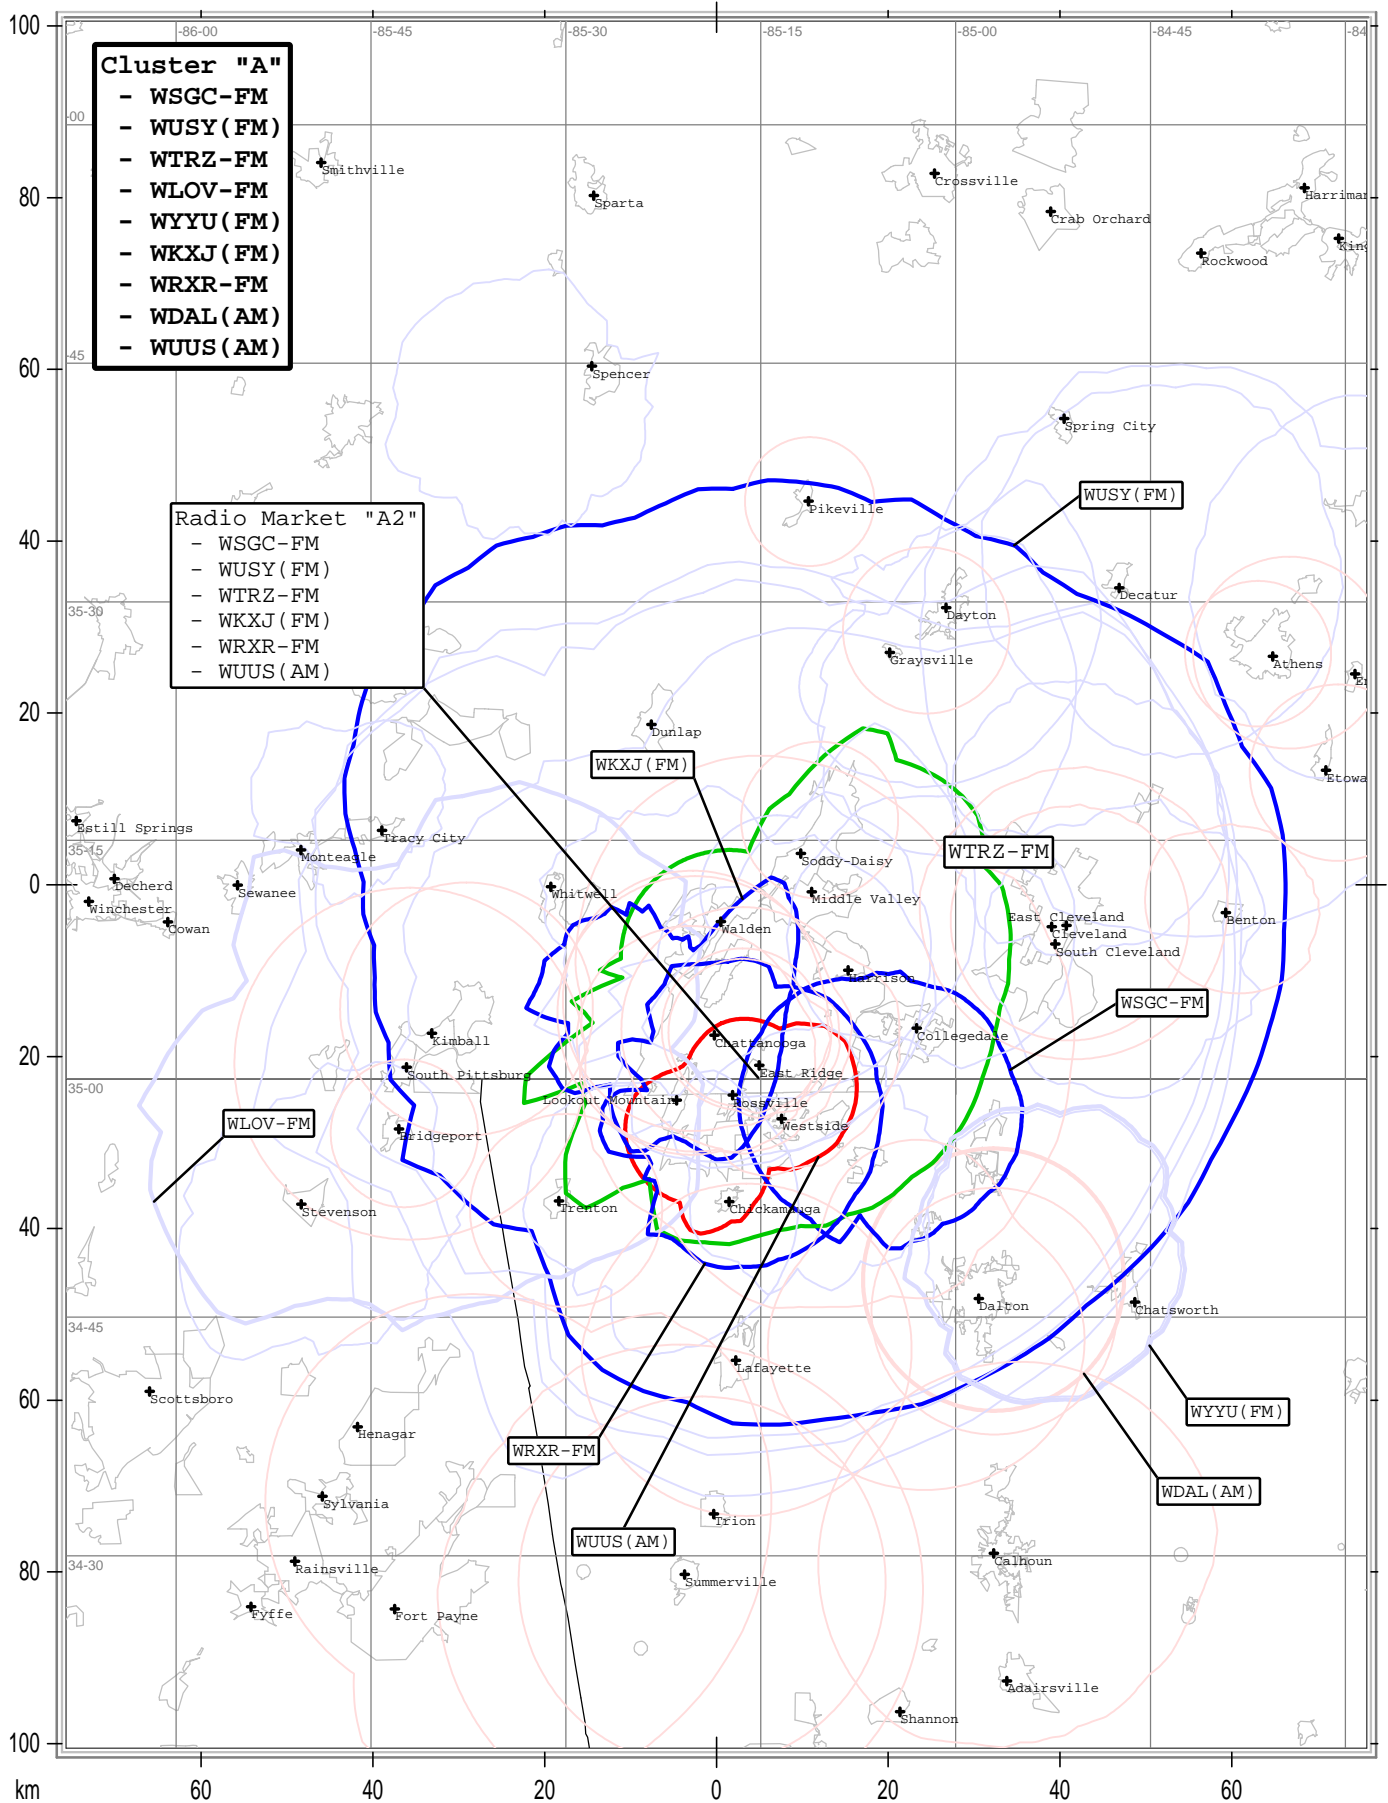 100
-86-00
-85-45
-85-30
-85-15
-85-00
-84-45
-84
Cluster "A"
- WSGC-FM
- WUSY(FM)
- WTRZ-FM
- WLOV-FM
- WYYU(FM)
- WKXJ(FM)
- WRXR-FM
- WDAL(AM)
- WUUS(AM)
-00
Smithville
Crossville
Harriman
80
Sparta
Crab Orchard
Rockwood
-45
60
Spencer
Spring City
WUSY(FM)
Pikeville
Radio Market "A2"
- WSGC-FM
- WUSY(FM)
- WTRZ-FM
- WKXJ(FM)
- WRXR-FM
- WUUS(AM)
40
Decatur
35-30
Dayton
Graysville
Athens
20
Dunlap
WKXJ(FM)
Etowa
Estill Springs
Tracy City
35-15
Monteagle
Soddy-Daisy
WTRZ-FM
0
Decherd
Sewanee
Whitwell
Middle Valley
Winchester
Cowan
Walden
East Cleveland
Cleveland
Benton
South Cleveland
Harrison
WSGC-FM
Kimball
Chattanooga
Collegedale
20
South Pittsburg
East Ridge
35-00
Lookout Mountain
Rossville
WLOV-FM
Bridgeport
Westside
Stevenson
Trenton
Chickamauga
40
Dalton
Chatsworth
34-45
Lafayette
Scottsboro
60
WYYU(FM)
Henagar
WRXR-FM
WDAL(AM)
Sylvania
Trion
WUUS(AM)
34-30
Rainsville
Calhoun
80
Summerville
Fyffe
Fort Payne
Adairsville
Shannon
100
km
60
40
20
0
20
40
60